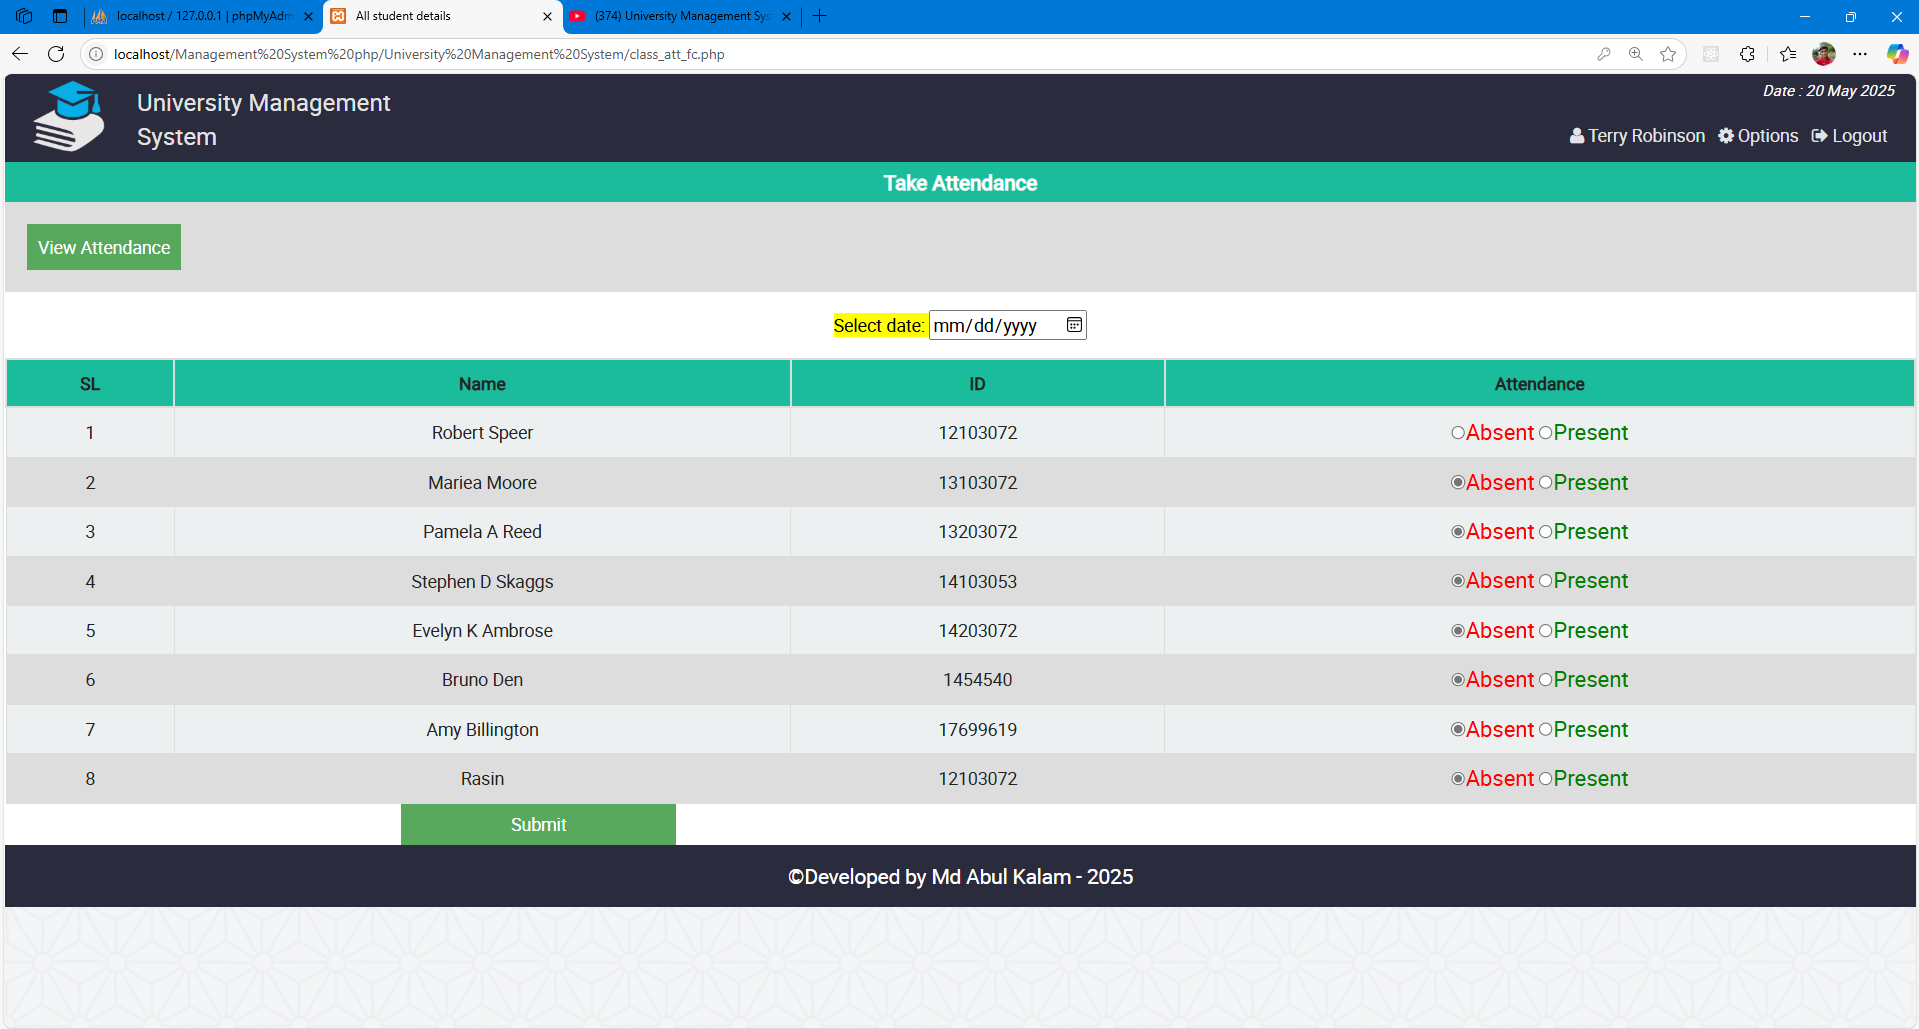 localhost / 127.0.0.1 | phpMyAdm
All student details
(374) University Management Sys
localhost/Management%20System%20php/University%20Management%20System/class_att_fc.php
University Management
System
Date : 20 May 2025
Terry Robinson Options Logout
Take Attendance
View Attendance
Select date: mm/dd/yyyy
SL Name ID Attendance
1 Robert Speer 12103072 Absent Present
2 Mariea Moore 13103072 Absent Present
3 Pamela A Reed 13203072 Absent Present
4 Stephen D Skaggs 14103053 Absent Present
5 Evelyn K Ambrose 14203072 Absent Present
6 Bruno Den 1454540 Absent Present
7 Amy Billington 17699619 Absent Present
8 Rasin 12103072 Absent Present
Submit
©Developed by Md Abul Kalam - 2025